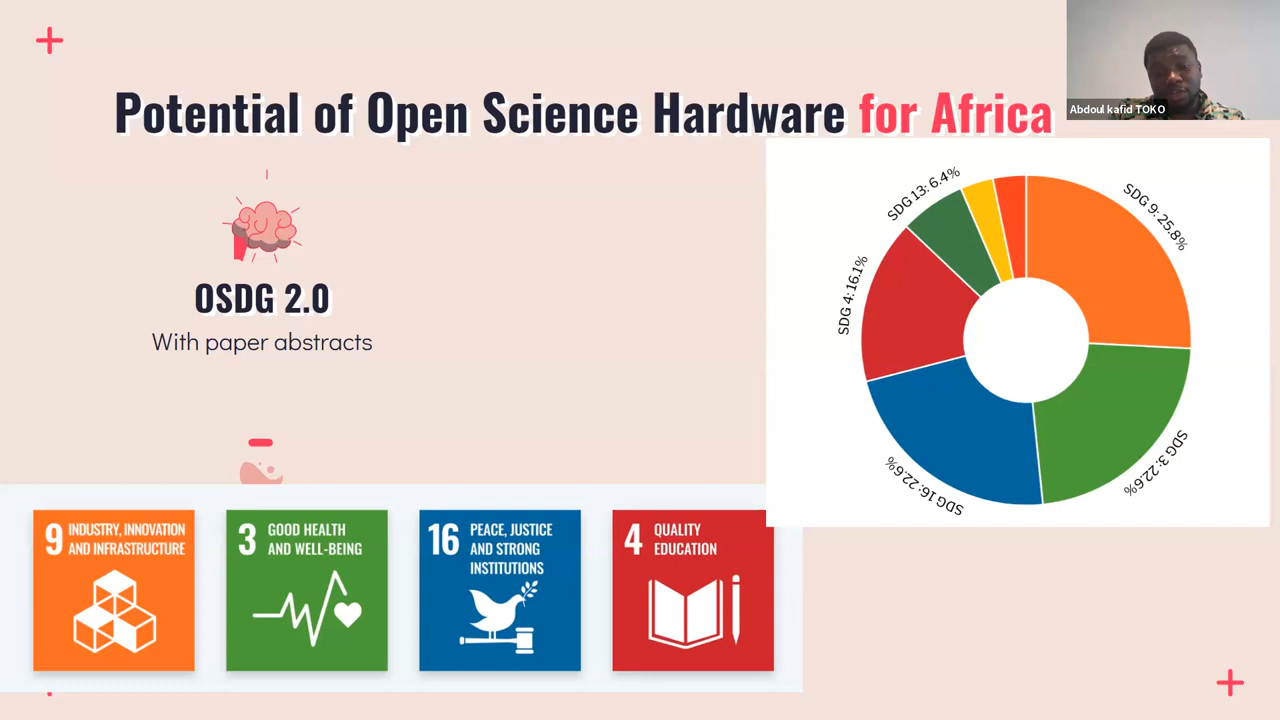 Potential of Open Science Hardware for Africa
Abdoul kafid TOKO
OSDG 2.0
With paper abstracts
SDG 13: 6.4%
SDG 9: 25.8%
SDG 4: 16.1%
SDG 3: 22.6%
SDG 16: 22.6%
9 INDUSTRY, INNOVATION
AND INFRASTRUCTURE
3 GOOD HEALTH
AND WELL-BEING
16 PEACE, JUSTICE
AND STRONG
INSTITUTIONS
4 QUALITY
EDUCATION